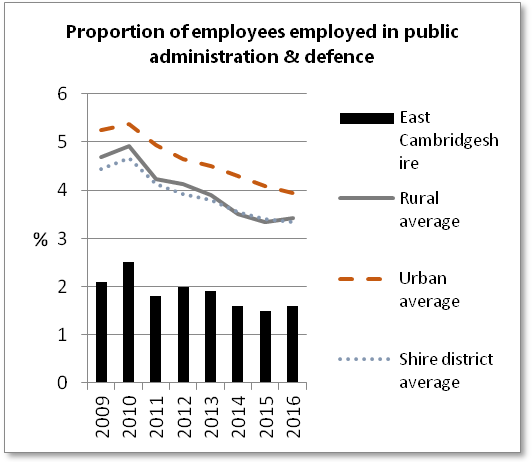 Proportion of employees employed in public
administration & defence
6
5
4
3
2
1
0
%
2009
2010
2011
2012
2013
2014
2015
2016
East
Cambridgesh
ire
Rural
average
Urban
average
Shire district
average